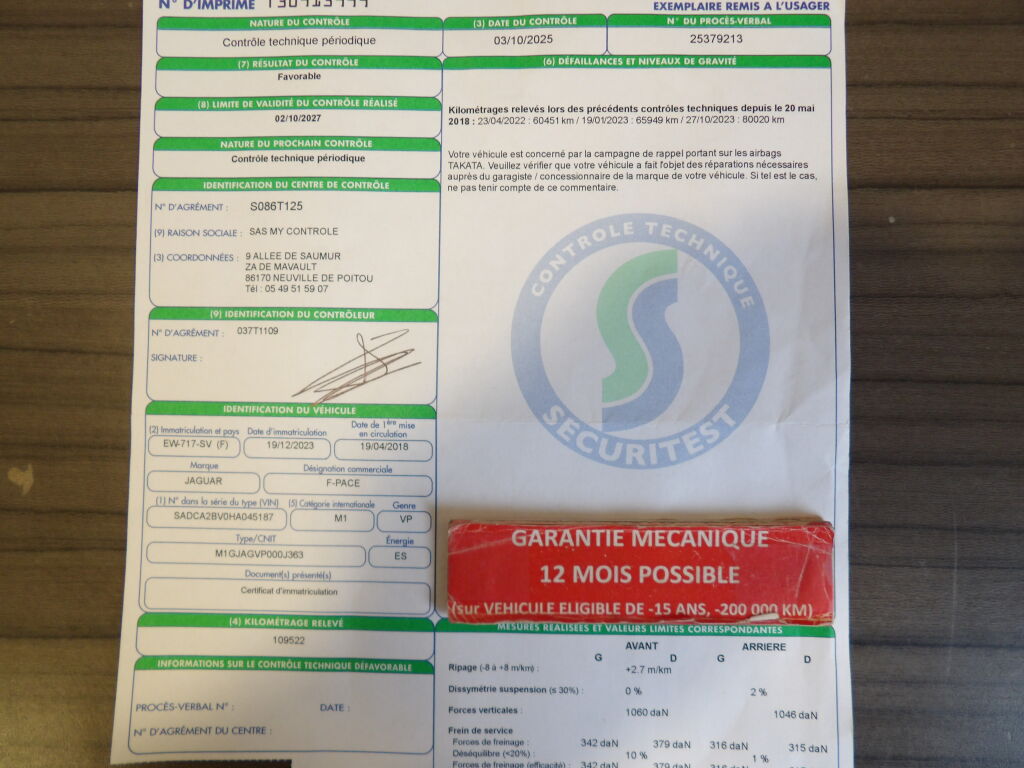 N° D'IMPRIMÉ
EXEMPLAIRE REMIS A L'USAGER
NATURE DU CONTRÔLE
Contrôle technique périodique
(3) DATE DU CONTRÔLE
03/10/2025
N° DU PROCÈS-VERBAL
25379213
(7) RÉSULTAT DU CONTRÔLE
Favorable
(8) LIMITE DE VALIDITÉ DU CONTRÔLE RÉALISÉ
02/10/2027
NATURE DU PROCHAIN CONTRÔLE
Contrôle technique périodique
IDENTIFICATION DU CENTRE DE CONTRÔLE
N° D'AGRÉMENT : S086T125
(9) RAISON SOCIALE : SAS MY CONTROLE
(3) COORDONNÉES : 9 ALLEE DE SAUMUR
ZA DE MAVAULT
86170 NEUVILLE DE POITOU
Tél : 05 49 51 59 07
(9) IDENTIFICATION DU CONTRÔLEUR
N° D'AGRÉMENT : 037T1109
SIGNATURE :
IDENTIFICATION DU VÉHICULE
(2) Immatriculation et pays Date d'immatriculation Date de 1ère mise en circulation
EW-717-SV (F) 19/12/2023 19/04/2018
Marque Désignation commerciale
JAGUAR F-PACE
(1) N° dans la série du type (VIN) (5) Catégorie internationale Genre
SADCA2BV0HA045187 M1 VP
Type/CNIT Énergie
M1GJAGVP000J363 ES
Document(s) présenté(s)
Certificat d'immatriculation
(4) KILOMÉTRAGE RELEVÉ
109522
INFORMATIONS SUR LE CONTRÔLE TECHNIQUE DÉFAVORABLE
PROCÈS-VERBAL N° : DATE :
N° D'AGRÉMENT DU CENTRE :
(6) DÉFAILLANCES ET NIVEAUX DE GRAVITÉ
Kilométrages relevés lors des précédents contrôles techniques depuis le 20 mai
2018 : 23/04/2022 : 60451 km / 19/01/2023 : 65949 km / 27/10/2023 : 80020 km
Votre véhicule est concerné par la campagne de rappel portant sur les airbags
TAKATA. Veuillez vérifier que votre véhicule a fait l'objet des réparations nécessaires
auprès du garagiste / concessionnaire de la marque de votre véhicule. Si tel est le cas,
ne pas tenir compte de ce commentaire.
CONTROLE TECHNIQUE
SECURITEST
GARANTIE MECANIQUE
12 MOIS POSSIBLE
(sur VEHICULE ELIGIBLE DE -15 ANS, -200 000 KM)
MESURES RÉALISÉES ET VALEURS LIMITES CORRESPONDANTES
AVANT ARRIERE
G D G D
Ripage (-8 à +8 m/km) : +2.7 m/km
Dissymétrie suspension (≤ 30%) : 0 % 2 %
Forces verticales : 1060 daN 1046 daN
Frein de service
Forces de freinage : 342 daN 379 daN 316 daN 315 daN
Déséquilibre (<20%) : 10 % 1 %
Forces de freinage (efficacité) : 342 daN 379 daN 316 daN